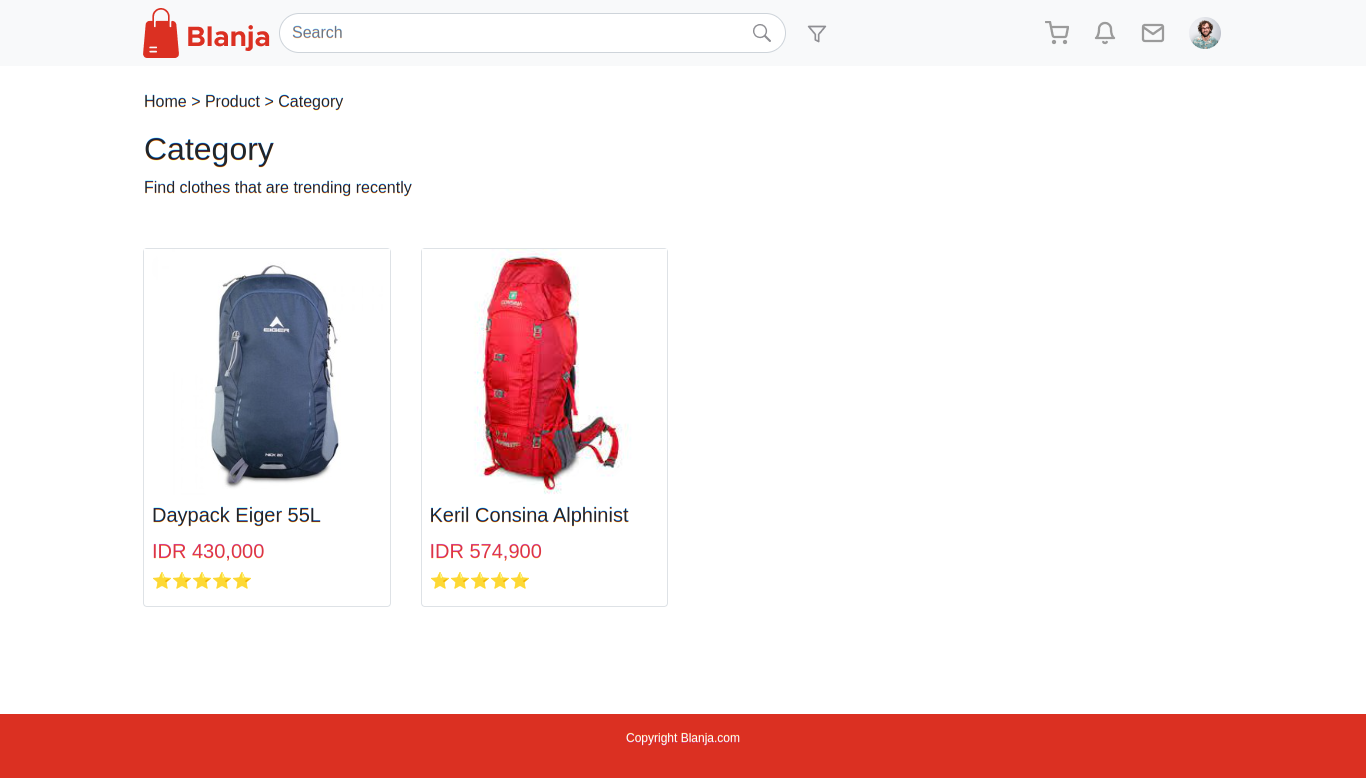 Blanja
Search
Home > Product > Category
Category
Find clothes that are trending recently
EIGER
Daypack Eiger 55L
IDR 430,000
Keril Consina Alphinist
IDR 574,900
Copyright Blanja.com